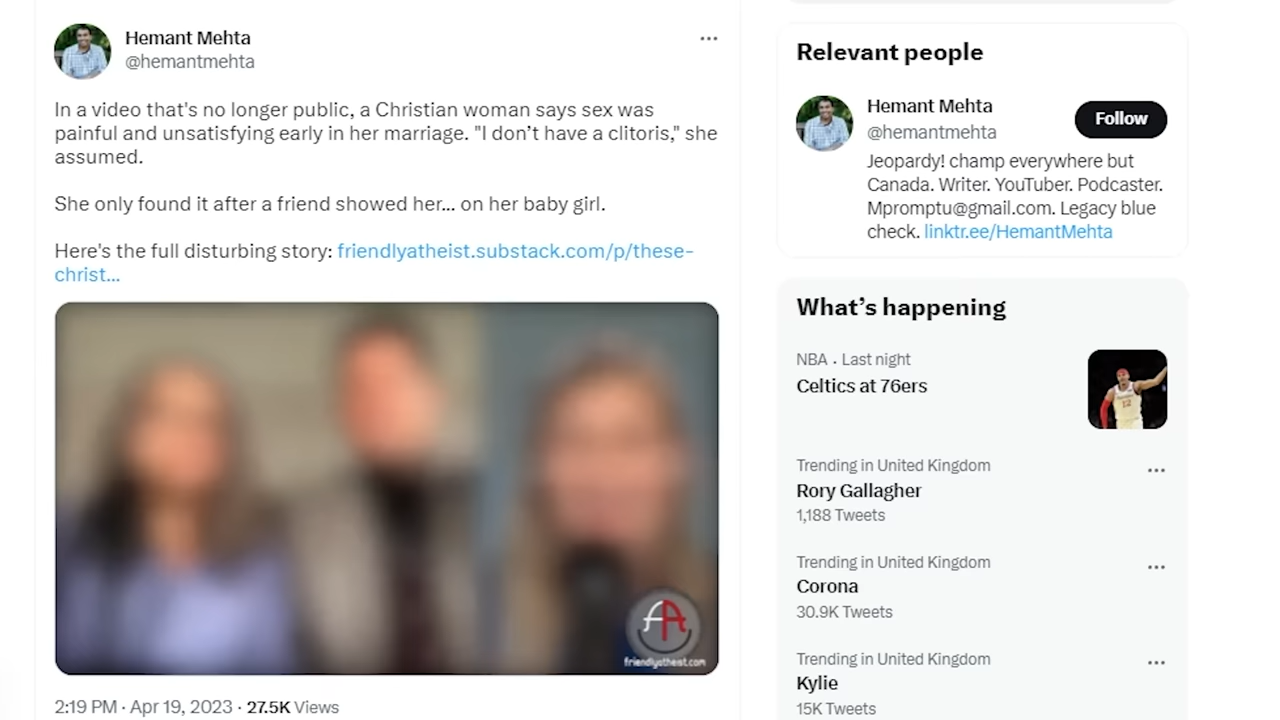 Hemant Mehta
@hemantmehta
In a video that's no longer public, a Christian woman says sex was
painful and unsatisfying early in her marriage. "I don’t have a clitoris," she
assumed.
She only found it after a friend showed her... on her baby girl.
Here's the full disturbing story: friendlyatheist.substack.com/p/these-
christ...
FA
friendlyatheist.com
2:19 PM · Apr 19, 2023 · 27.5K Views
Relevant people
Hemant Mehta
@hemantmehta
Follow
Jeopardy! champ everywhere but
Canada. Writer. YouTuber. Podcaster.
Mpromptu@gmail.com. Legacy blue
check. linktr.ee/HemantMehta
What’s happening
NBA · Last night
Celtics at 76ers
Trending in United Kingdom
Rory Gallagher
1,188 Tweets
Trending in United Kingdom
Corona
30.9K Tweets
Trending in United Kingdom
Kylie
15K Tweets